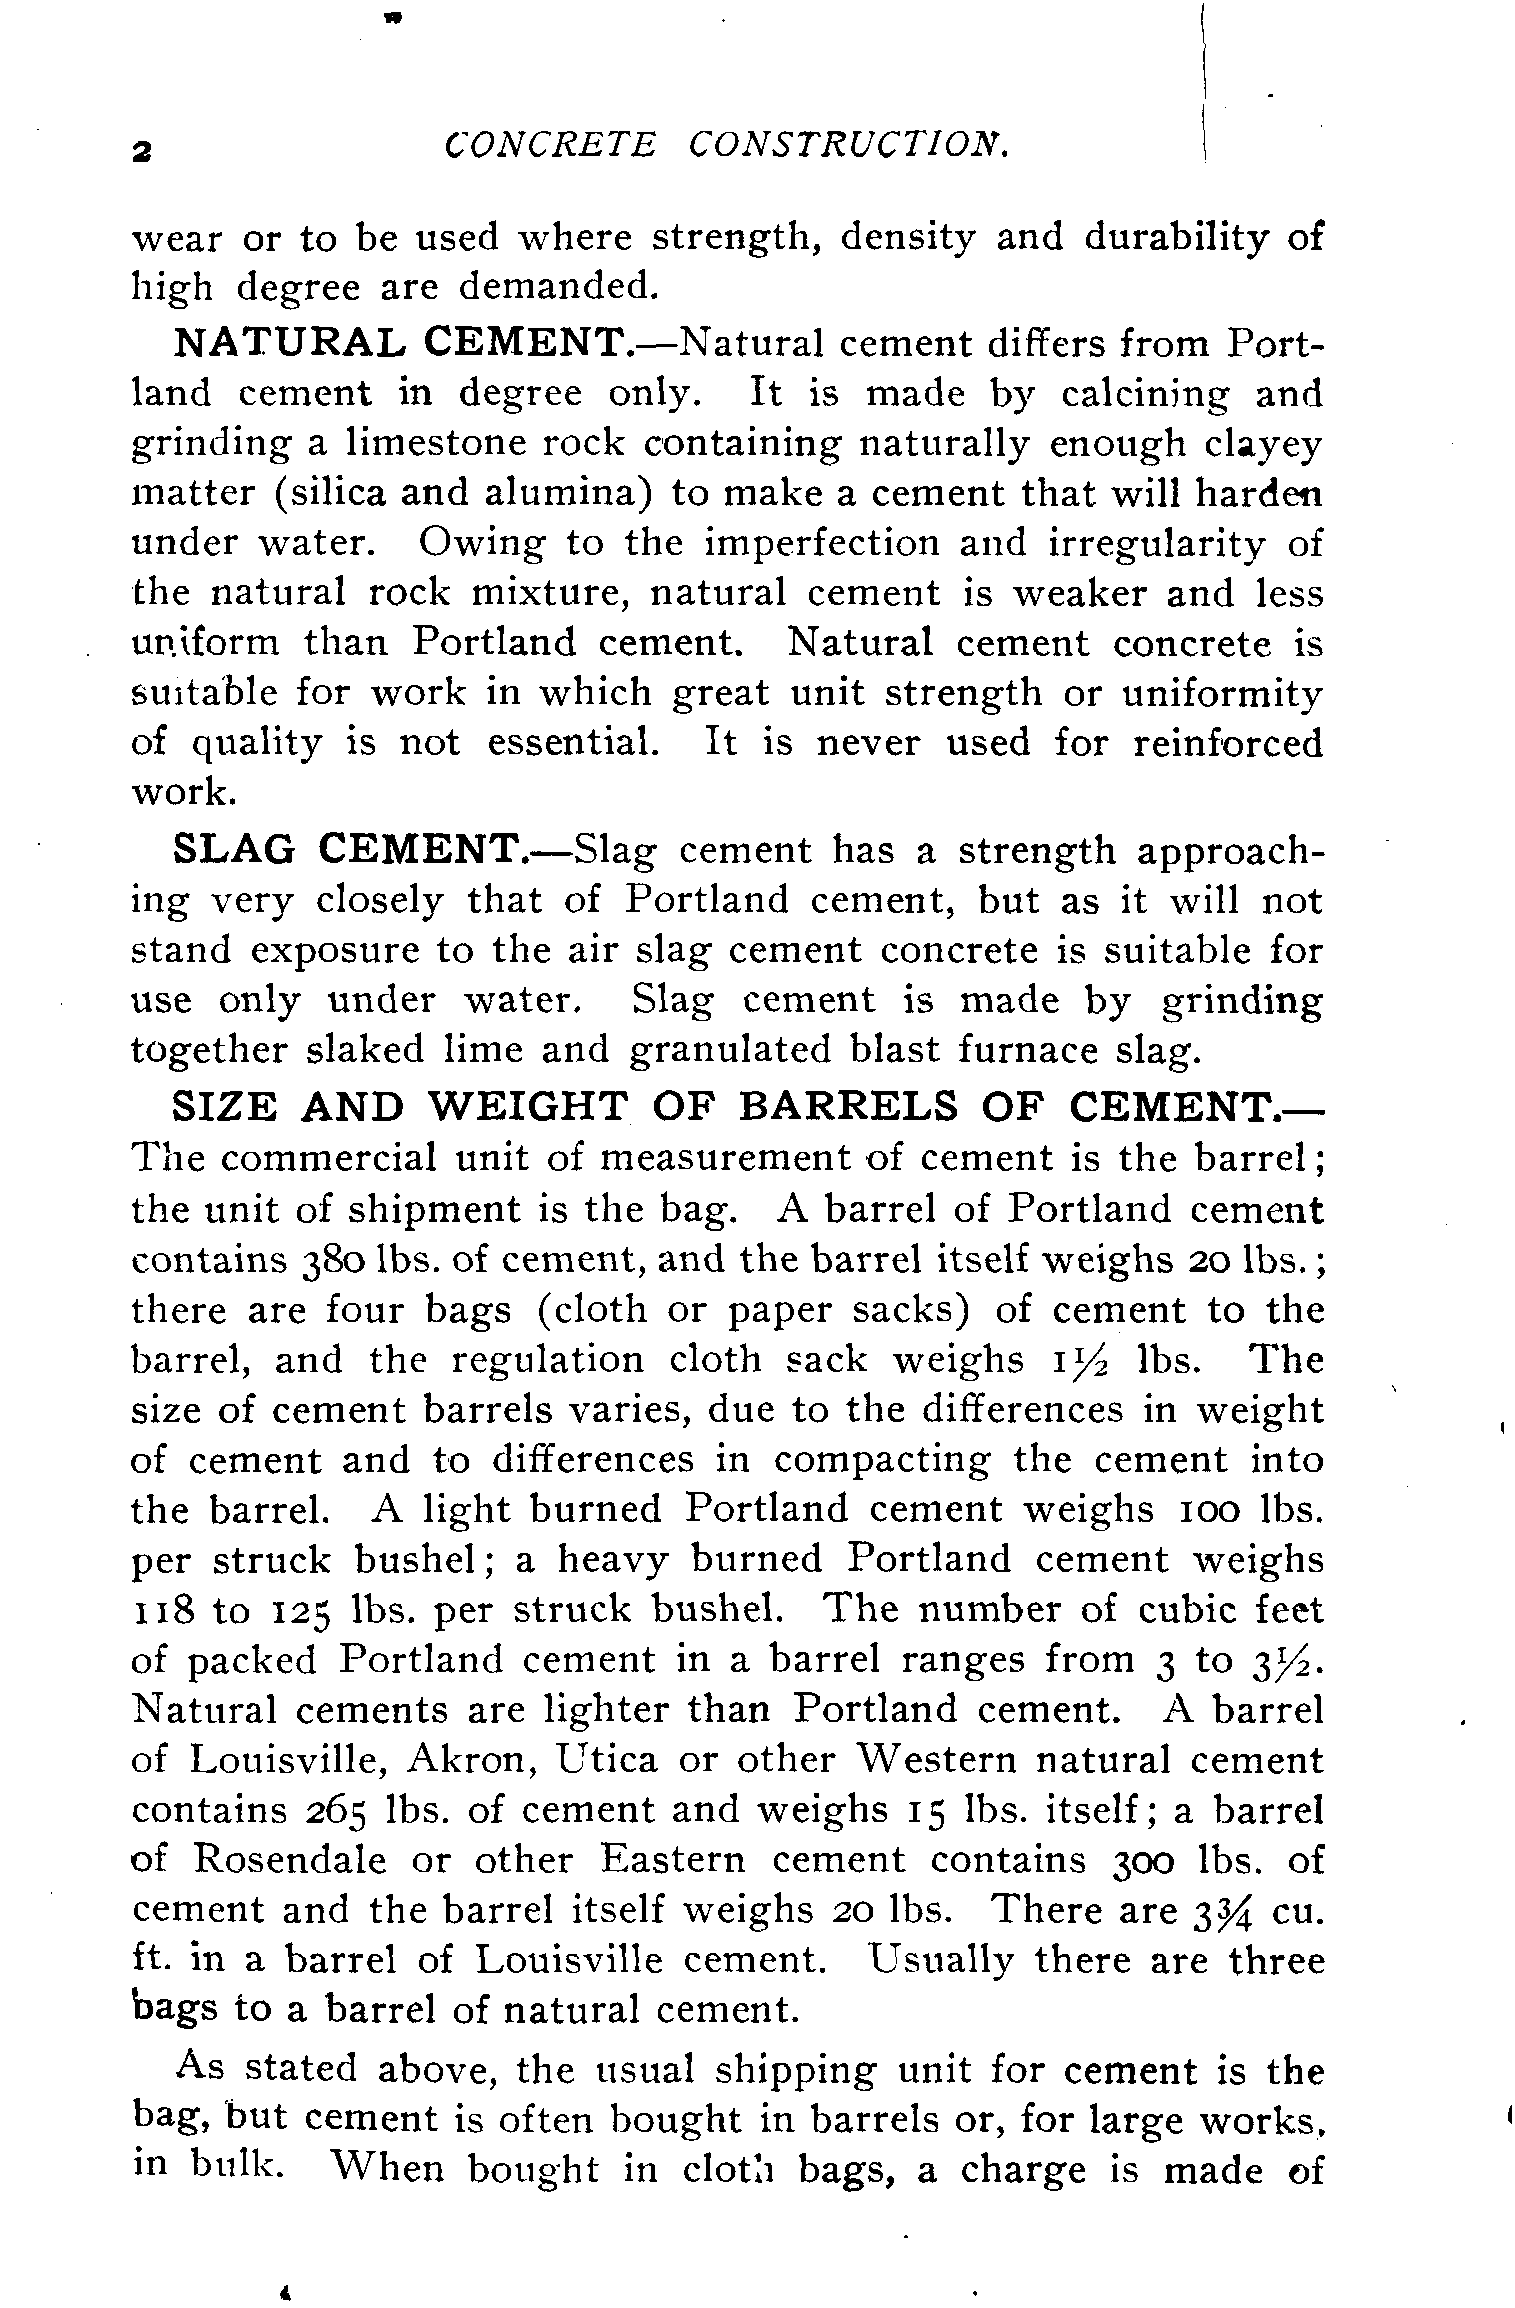 2 CONCRETE CONSTRUCTION.
wear or to be used where strength, density and durability of
high degree are demanded.
NATURAL CEMENT.—Natural cement differs from Port-
land cement in degree only. It is made by calcining and
grinding a limestone rock containing naturally enough clayey
matter (silica and alumina) to make a cement that will harden
under water. Owing to the imperfection and irregularity of
the natural rock mixture, natural cement is weaker and less
uniform than Portland cement. Natural cement concrete is
suitable for work in which great unit strength or uniformity
of quality is not essential. It is never used for reinforced
work.
SLAG CEMENT.—Slag cement has a strength approach-
ing very closely that of Portland cement, but as it will not
stand exposure to the air slag cement concrete is suitable for
use only under water. Slag cement is made by grinding
together slaked lime and granulated blast furnace slag.
SIZE AND WEIGHT OF BARRELS OF CEMENT.—
The commercial unit of measurement of cement is the barrel;
the unit of shipment is the bag. A barrel of Portland cement
contains 380 lbs. of cement, and the barrel itself weighs 20 lbs.;
there are four bags (cloth or paper sacks) of cement to the
barrel, and the regulation cloth sack weighs 1½ lbs. The
size of cement barrels varies, due to the differences in weight
of cement and to differences in compacting the cement into
the barrel. A light burned Portland cement weighs 100 lbs.
per struck bushel; a heavy burned Portland cement weighs
118 to 125 lbs. per struck bushel. The number of cubic feet
of packed Portland cement in a barrel ranges from 3 to 3½.
Natural cements are lighter than Portland cement. A barrel
of Louisville, Akron, Utica or other Western natural cement
contains 265 lbs. of cement and weighs 15 lbs. itself; a barrel
of Rosendale or other Eastern cement contains 300 lbs. of
cement and the barrel itself weighs 20 lbs. There are 3¾ cu.
ft. in a barrel of Louisville cement. Usually there are three
bags to a barrel of natural cement.
As stated above, the usual shipping unit for cement is the
bag, but cement is often bought in barrels or, for large works,
in bulk. When bought in cloth bags, a charge is made of